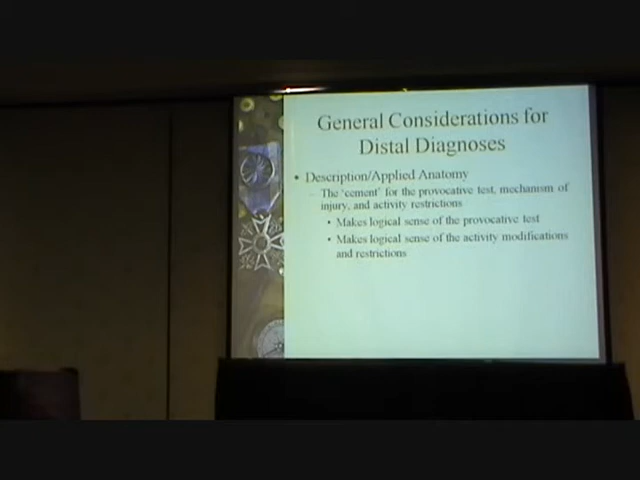 General Considerations for
Distal Diagnoses
• Description/Applied Anatomy
– The 'cement' for the provocative test, mechanism of
injury, and activity restrictions
• Makes logical sense of the provocative test
• Makes logical sense of the activity modifications
and restrictions